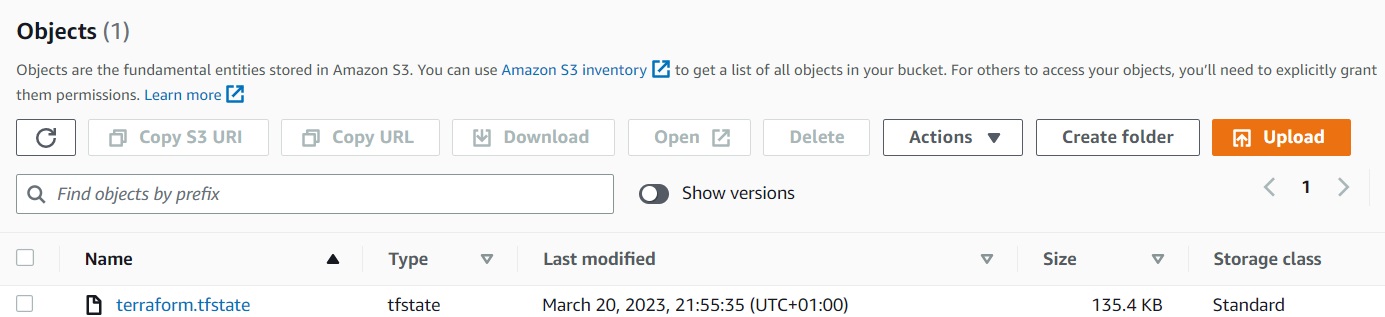 Objects (1)
Objects are the fundamental entities stored in Amazon S3. You can use Amazon S3 inventory to get a list of all objects in your bucket. For others to access your objects, you’ll need to explicitly grant
them permissions. Learn more
Copy S3 URI Copy URL Download Open Delete Actions Create folder Upload
Find objects by prefix Show versions 1
Name Type Last modified Size Storage class
terraform.tfstate tfstate March 20, 2023, 21:55:35 (UTC+01:00) 135.4 KB Standard